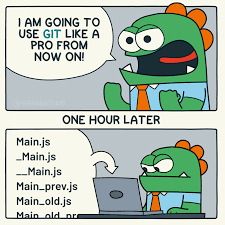 I AM GOING TO
USE GIT LIKE A
PRO FROM
NOW ON!
ONE HOUR LATER
Main.js
_Main.js
__Main.js
Main_prev.js
Main_old.js